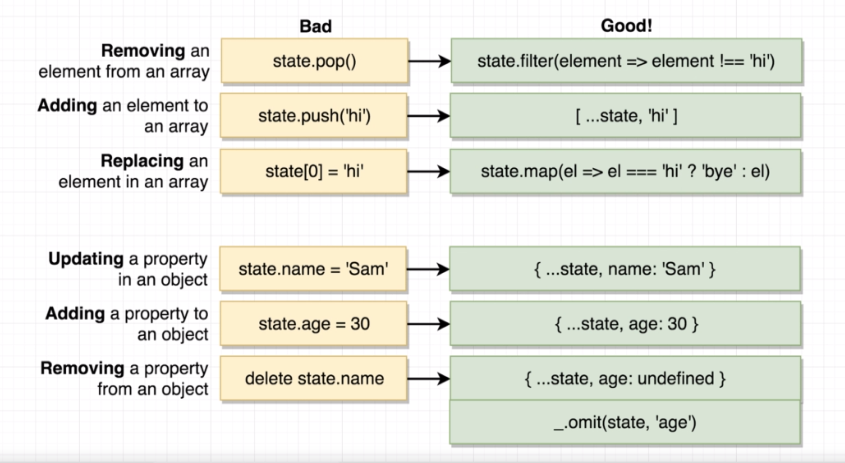 Bad Good!
Removing an
element from an array
state.pop() state.filter(element => element !== 'hi')
Adding an element to
an array
state.push('hi') [ ...state, 'hi' ]
Replacing an
element in an array
state[0] = 'hi' state.map(el => el === 'hi' ? 'bye' : el)
Updating a property
in an object
state.name = 'Sam' { ...state, name: 'Sam' }
Adding a property to
an object
state.age = 30 { ...state, age: 30 }
Removing a property
from an object
delete state.name { ...state, age: undefined }
_.omit(state, 'age')